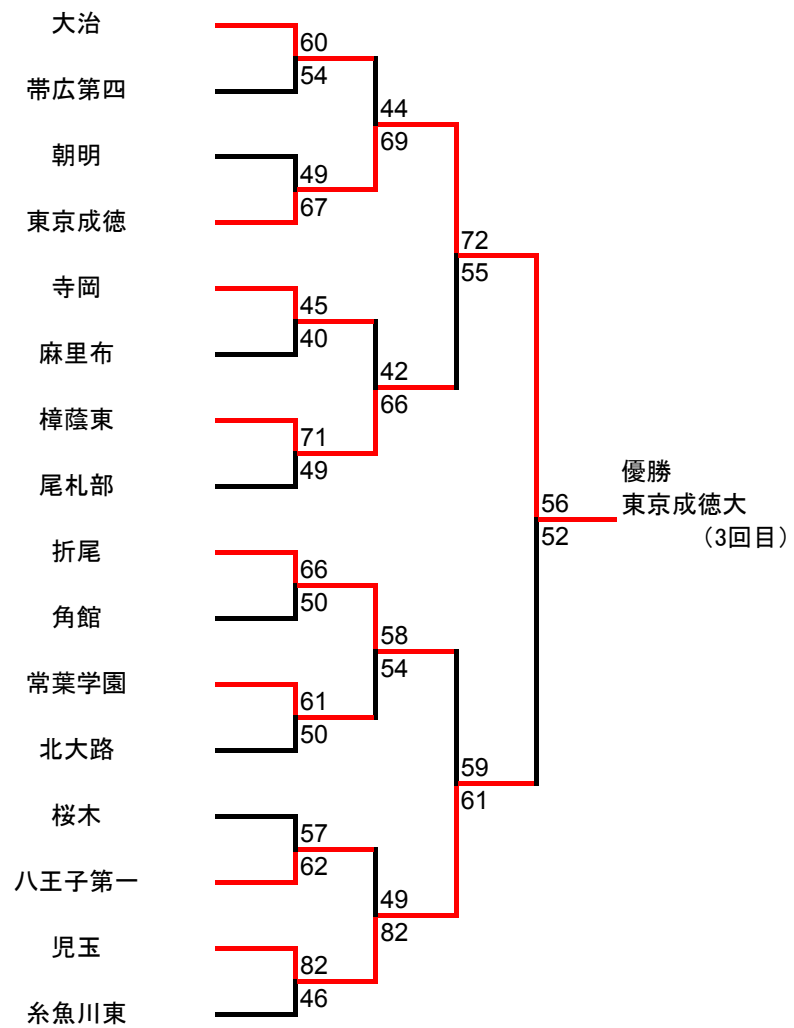 大治
60
54
帯広第四
44
69
朝明
49
67
東京成徳
72
55
寺岡
45
40
麻里布
42
66
樟蔭東
71
49
尾札部
優勝
東京成徳大
（3回目）
56
52
折尾
66
50
角館
58
54
常葉学園
61
50
北大路
59
61
桜木
57
62
八王子第一
49
82
児玉
82
46
糸魚川東